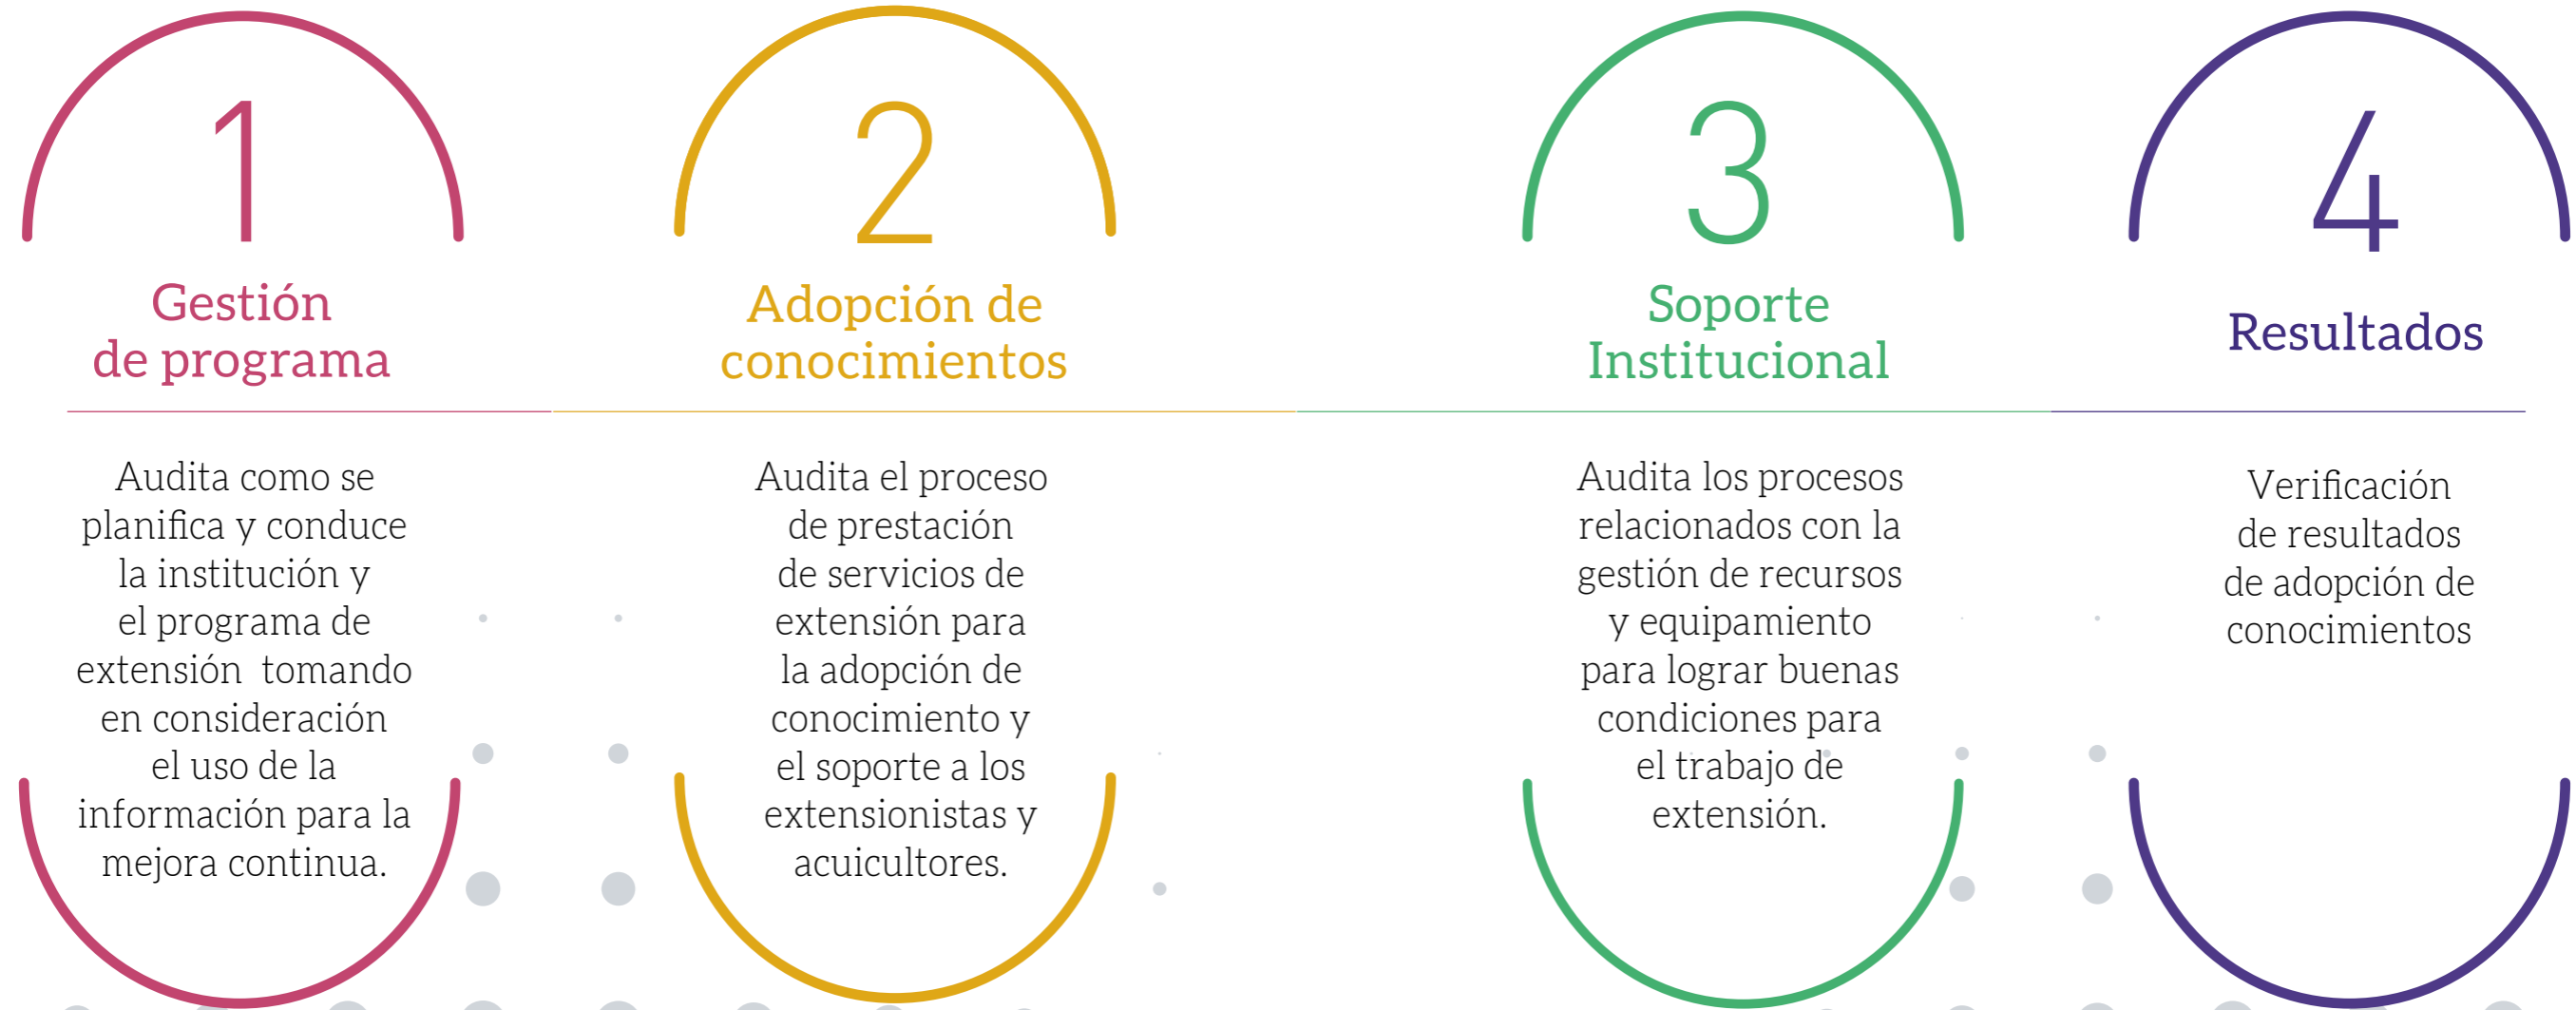 1
Gestión
de programa
Audita como se
planifica y conduce
la institución y
el programa de
extensión tomando
en consideración
el uso de la
información para la
mejora continua.
2
Adopción de
conocimientos
Audita el proceso
de prestación
de servicios de
extensión para
la adopción de
conocimiento y
el soporte a los
extensionistas y
acuicultores.
3
Soporte
Institucional
Audita los procesos
relacionados con la
gestión de recursos
y equipamiento
para lograr buenas
condiciones para
el trabajo de
extensión.
4
Resultados
Verificación
de resultados
de adopción de
conocimientos